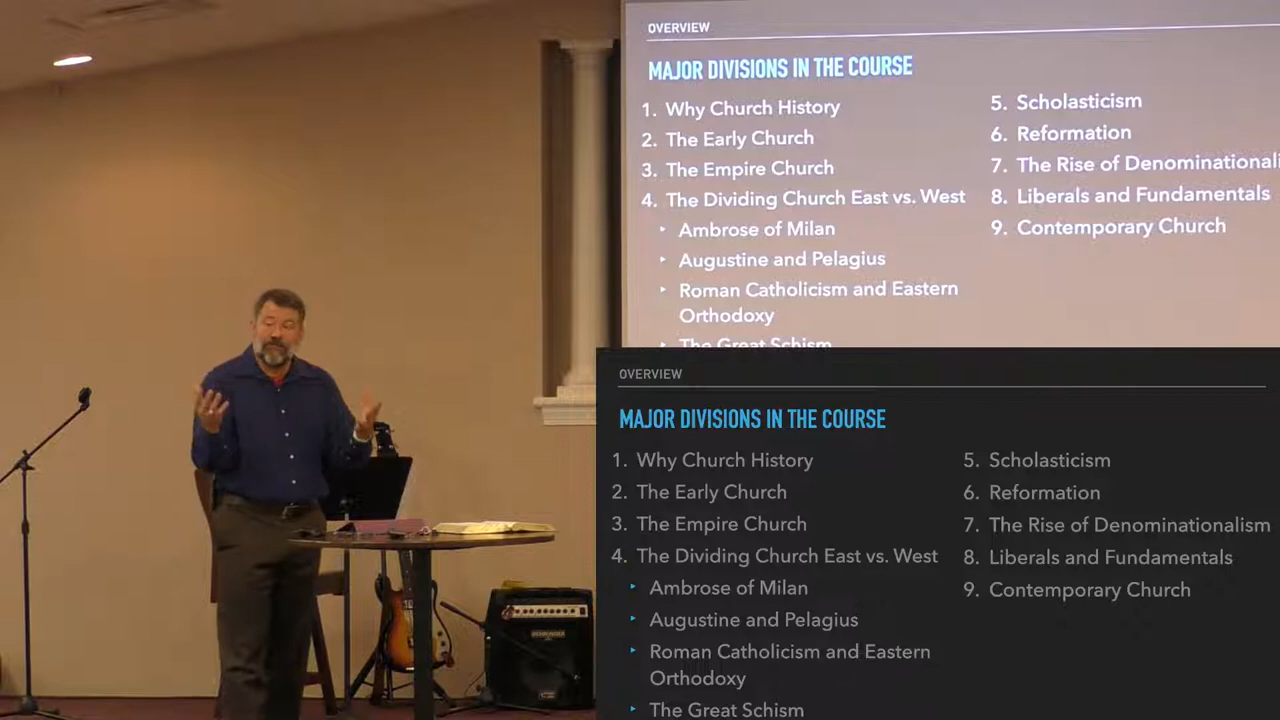 OVERVIEW
MAJOR DIVISIONS IN THE COURSE
1. Why Church History
2. The Early Church
3. The Empire Church
4. The Dividing Church East vs. West
‣ Ambrose of Milan
‣ Augustine and Pelagius
‣ Roman Catholicism and Eastern
Orthodoxy
‣ The Great Schism
5. Scholasticism
6. Reformation
7. The Rise of Denominationali
8. Liberals and Fundamentals
9. Contemporary Church
OVERVIEW
MAJOR DIVISIONS IN THE COURSE
1. Why Church History
2. The Early Church
3. The Empire Church
4. The Dividing Church East vs. West
‣ Ambrose of Milan
‣ Augustine and Pelagius
‣ Roman Catholicism and Eastern
Orthodoxy
‣ The Great Schism
5. Scholasticism
6. Reformation
7. The Rise of Denominationalism
8. Liberals and Fundamentals
9. Contemporary Church
BEHRINGER